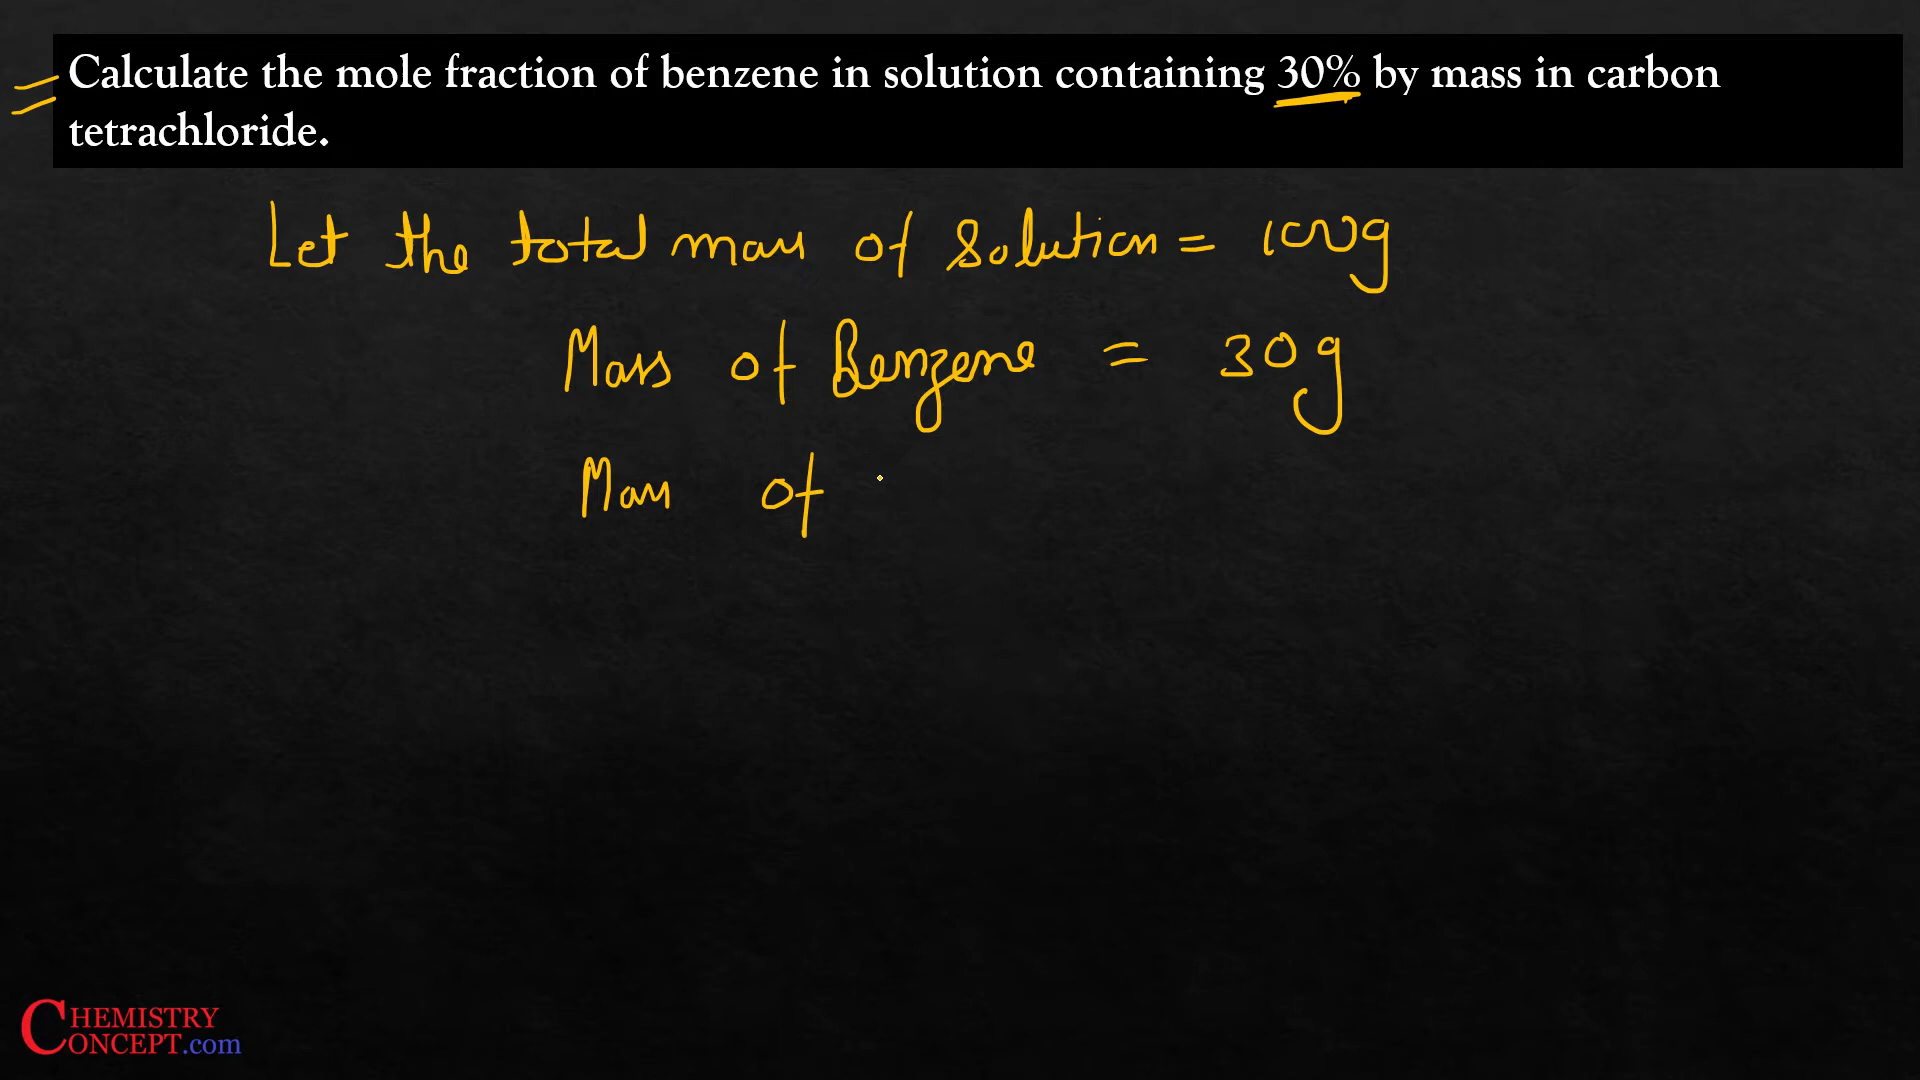 Calculate the mole fraction of benzene in solution containing 30% by mass in carbon
tetrachloride.
Let the total mass of solution = 100g
Mass of Benzene = 30g
Mass of
CHEMISTRY
CONCEPT.com